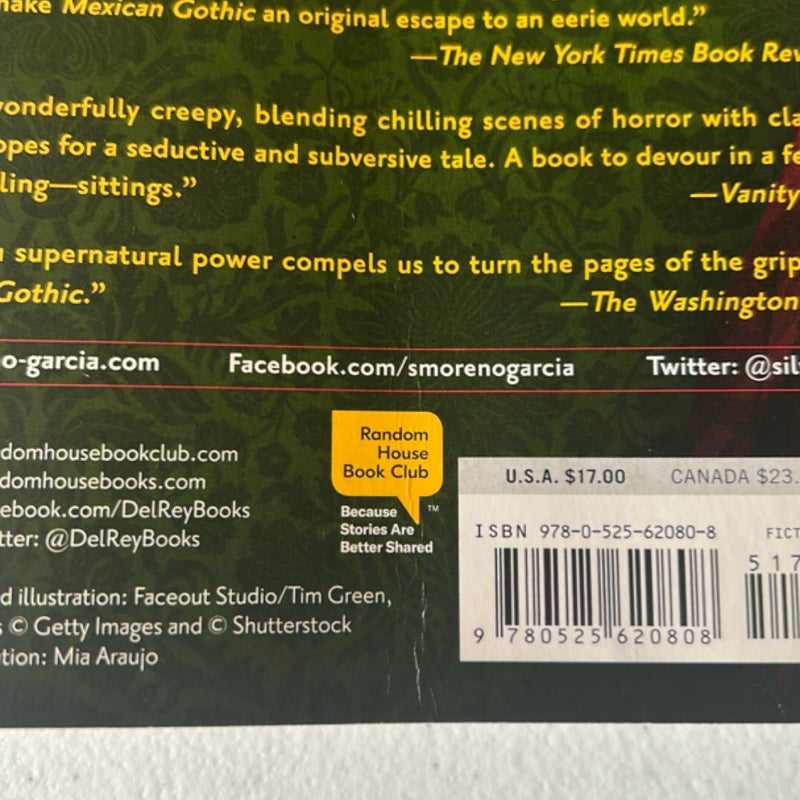 make Mexican Gothic an original escape to an eerie world.”
—The New York Times Book Rev
wonderfully creepy, blending chilling scenes of horror with cla
opes for a seductive and subversive tale. A book to devour in a fe
ling—sittings.”
—Vanity
a supernatural power compels us to turn the pages of the grip
Gothic.”
—The Washington
o-garcia.com Facebook.com/smorenogarcia Twitter: @sil
domhousebookclub.com
domhousebooks.com
ebook.com/DelReyBooks
tter: @DelReyBooks
Random
House
Book Club
Because ™
Stories Are
Better Shared
d illustration: Faceout Studio/Tim Green,
s © Getty Images and © Shutterstock
tion: Mia Araujo
U.S.A. $17.00 CANADA $23.
ISBN 978-0-525-62080-8 FICT
517
9 780525 620808